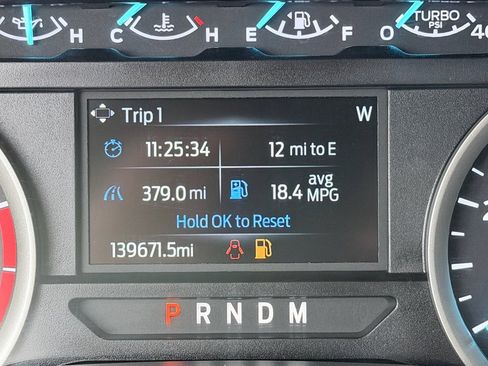 H C H E F O TURBO PSI 40
Trip 1 W
11:25:34 12 mi to E
379.0 mi 18.4 avg MPG
Hold OK to Reset
139671.5mi
P R N D M